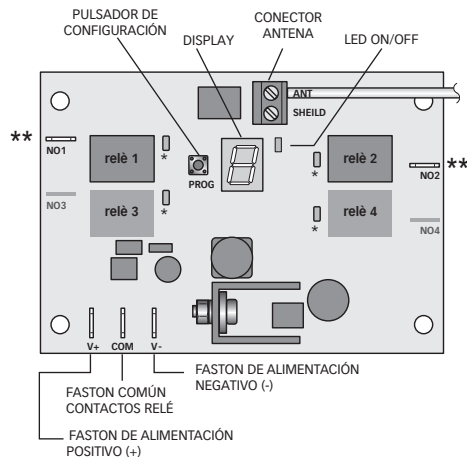 PULSADOR DE
CONFIGURACIÓN
DISPLAY
CONECTOR
ANTENA
LED ON/OFF
ANT
SHEILD
**
NO1
relè 1
*
PROG
*
relè 2
NO2
**
NO3
relè 3
*
*
relè 4
NO4
V+
COM
V-
FASTON DE ALIMENTACIÓN
NEGATIVO (-)
FASTON COMÚN
CONTACTOS RELÉ
FASTON DE ALIMENTACIÓN
POSITIVO (+)